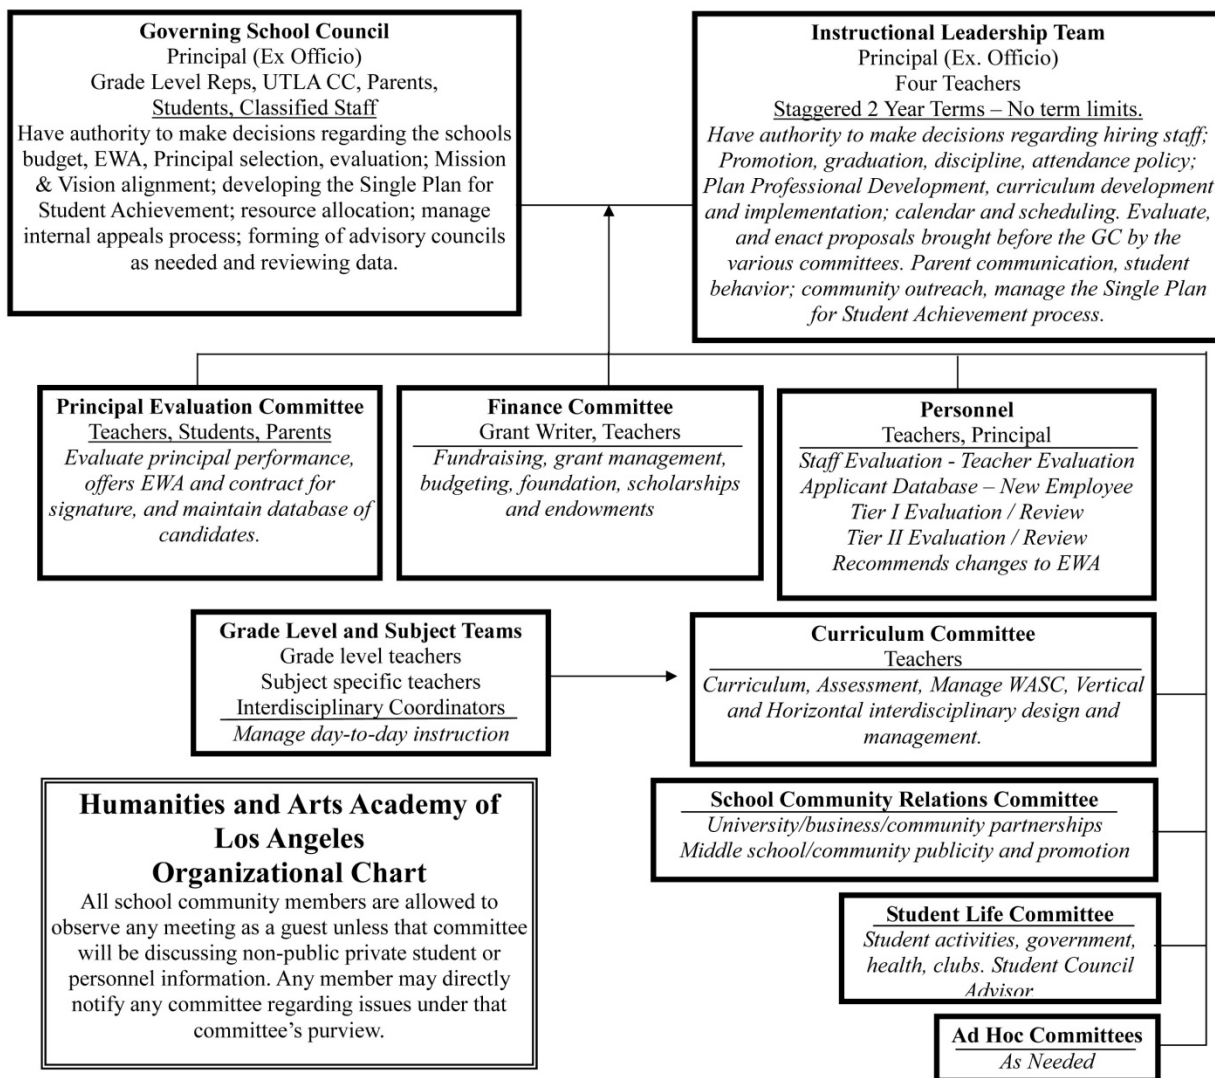 Governing School Council
Principal (Ex Officio)
Grade Level Reps, UTLA CC, Parents,
Students, Classified Staff
Have authority to make decisions regarding the schools
budget, EWA, Principal selection, evaluation; Mission
& Vision alignment; developing the Single Plan for
Student Achievement; resource allocation; manage
internal appeals process; forming of advisory councils
as needed and reviewing data.
Instructional Leadership Team
Principal (Ex. Officio)
Four Teachers
Staggered 2 Year Terms – No term limits.
Have authority to make decisions regarding hiring staff;
Promotion, graduation, discipline, attendance policy;
Plan Professional Development, curriculum development
and implementation; calendar and scheduling. Evaluate,
and enact proposals brought before the GC by the
various committees. Parent communication, student
behavior; community outreach, manage the Single Plan
for Student Achievement process.
Principal Evaluation Committee
Teachers, Students, Parents
Evaluate principal performance,
offers EWA and contract for
signature, and maintain database of
candidates.
Finance Committee
Grant Writer, Teachers
Fundraising, grant management,
budgeting, foundation, scholarships
and endowments
Personnel
Teachers, Principal
Staff Evaluation - Teacher Evaluation
Applicant Database – New Employee
Tier I Evaluation / Review
Tier II Evaluation / Review
Recommends changes to EWA
Grade Level and Subject Teams
Grade level teachers
Subject specific teachers
Interdisciplinary Coordinators
Manage day-to-day instruction
Curriculum Committee
Teachers
Curriculum, Assessment, Manage WASC, Vertical
and Horizontal interdisciplinary design and
management.
Humanities and Arts Academy of
Los Angeles
Organizational Chart
All school community members are allowed to
observe any meeting as a guest unless that committee
will be discussing non-public private student or
personnel information. Any member may directly
notify any committee regarding issues under that
committee’s purview.
School Community Relations Committee
University/business/community partnerships
Middle school/community publicity and promotion
Student Life Committee
Student activities, government,
health, clubs. Student Council
Advisor
Ad Hoc Committees
As Needed